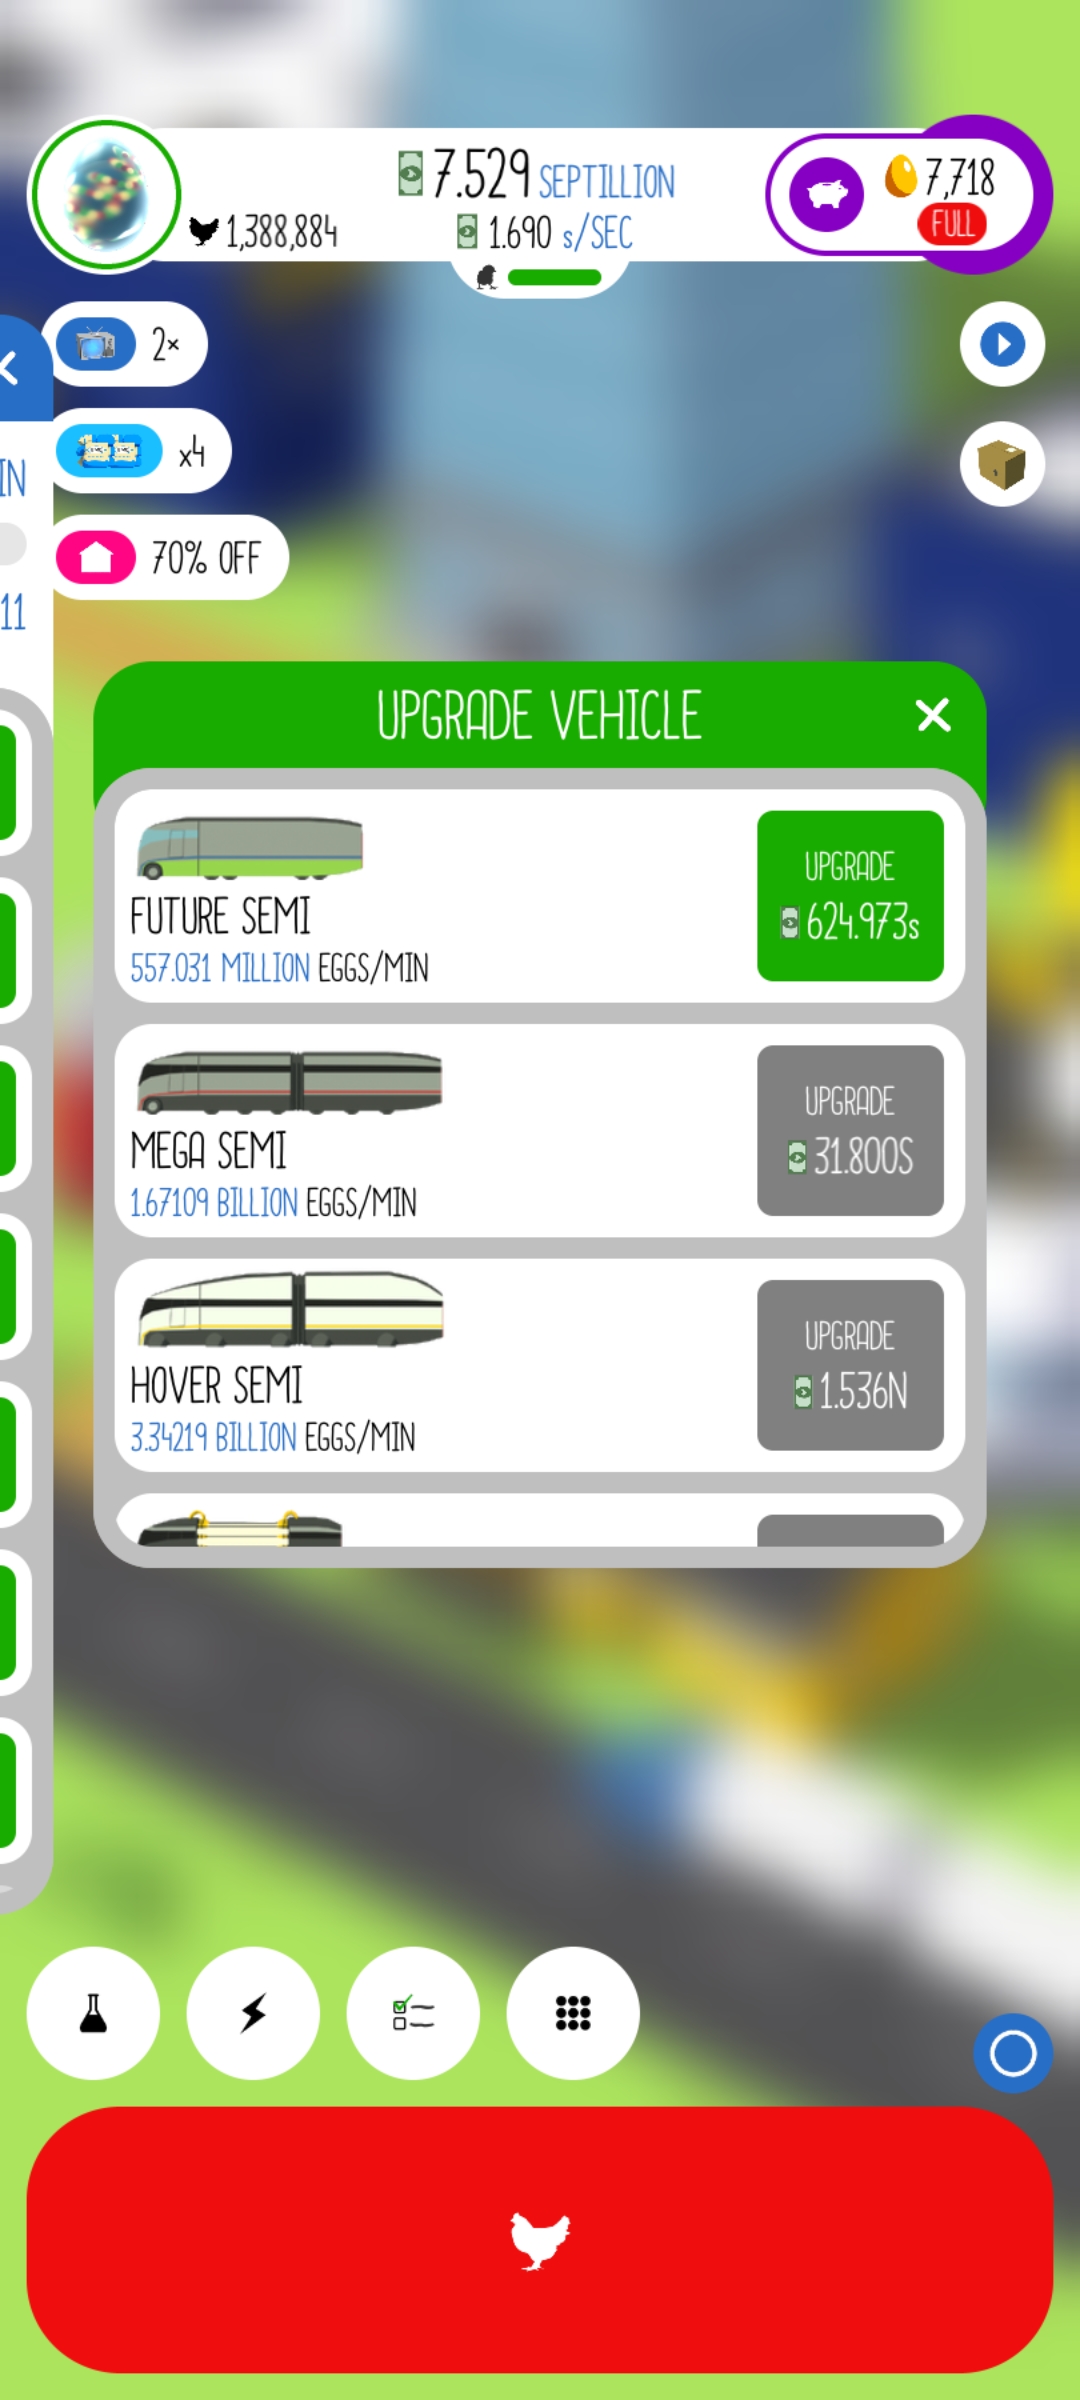 7.529 SEPTILLION
1,388,884
1.690 s/SEC
7,718
FULL
2×
x4
IN
70% OFF
11
UPGRADE VEHICLE
FUTURE SEMI
557.031 MILLION EGGS/MIN
UPGRADE
624.973s
MEGA SEMI
1.67109 BILLION EGGS/MIN
UPGRADE
31.800S
HOVER SEMI
3.34219 BILLION EGGS/MIN
UPGRADE
1.536N